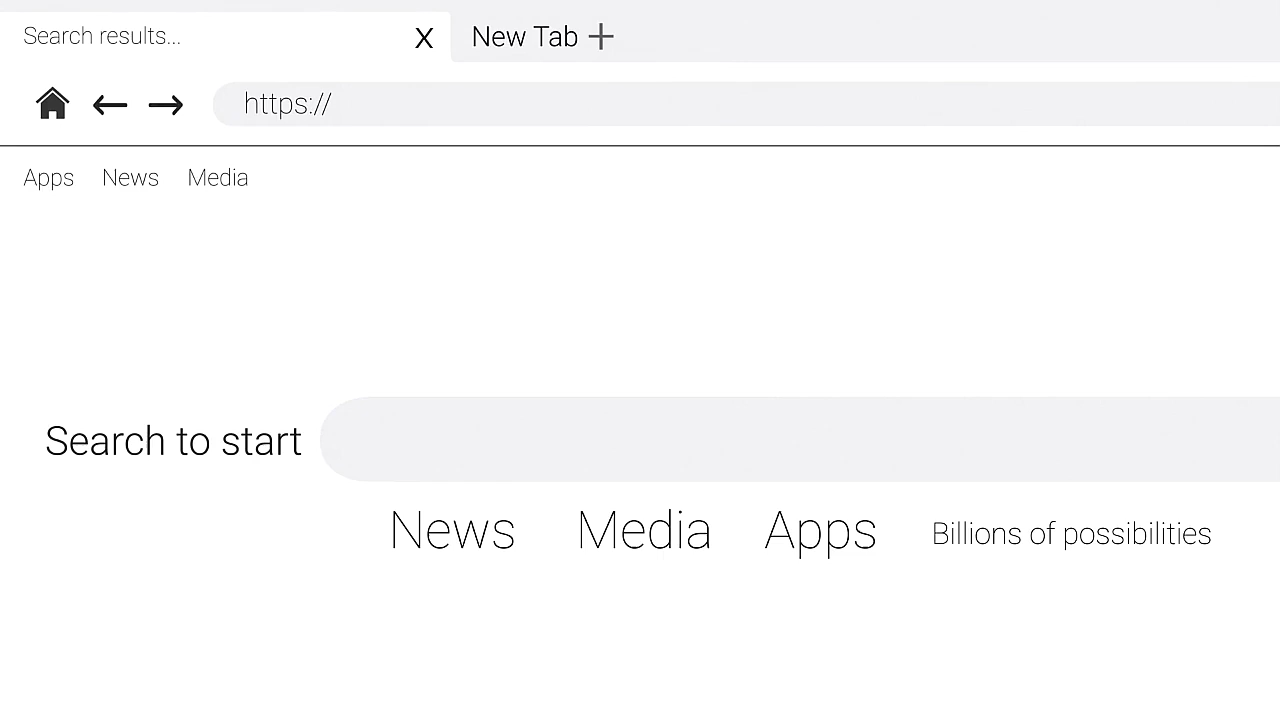 Search results... X New Tab +
https://
Apps News Media
Search to start
News Media Apps Billions of possibilities